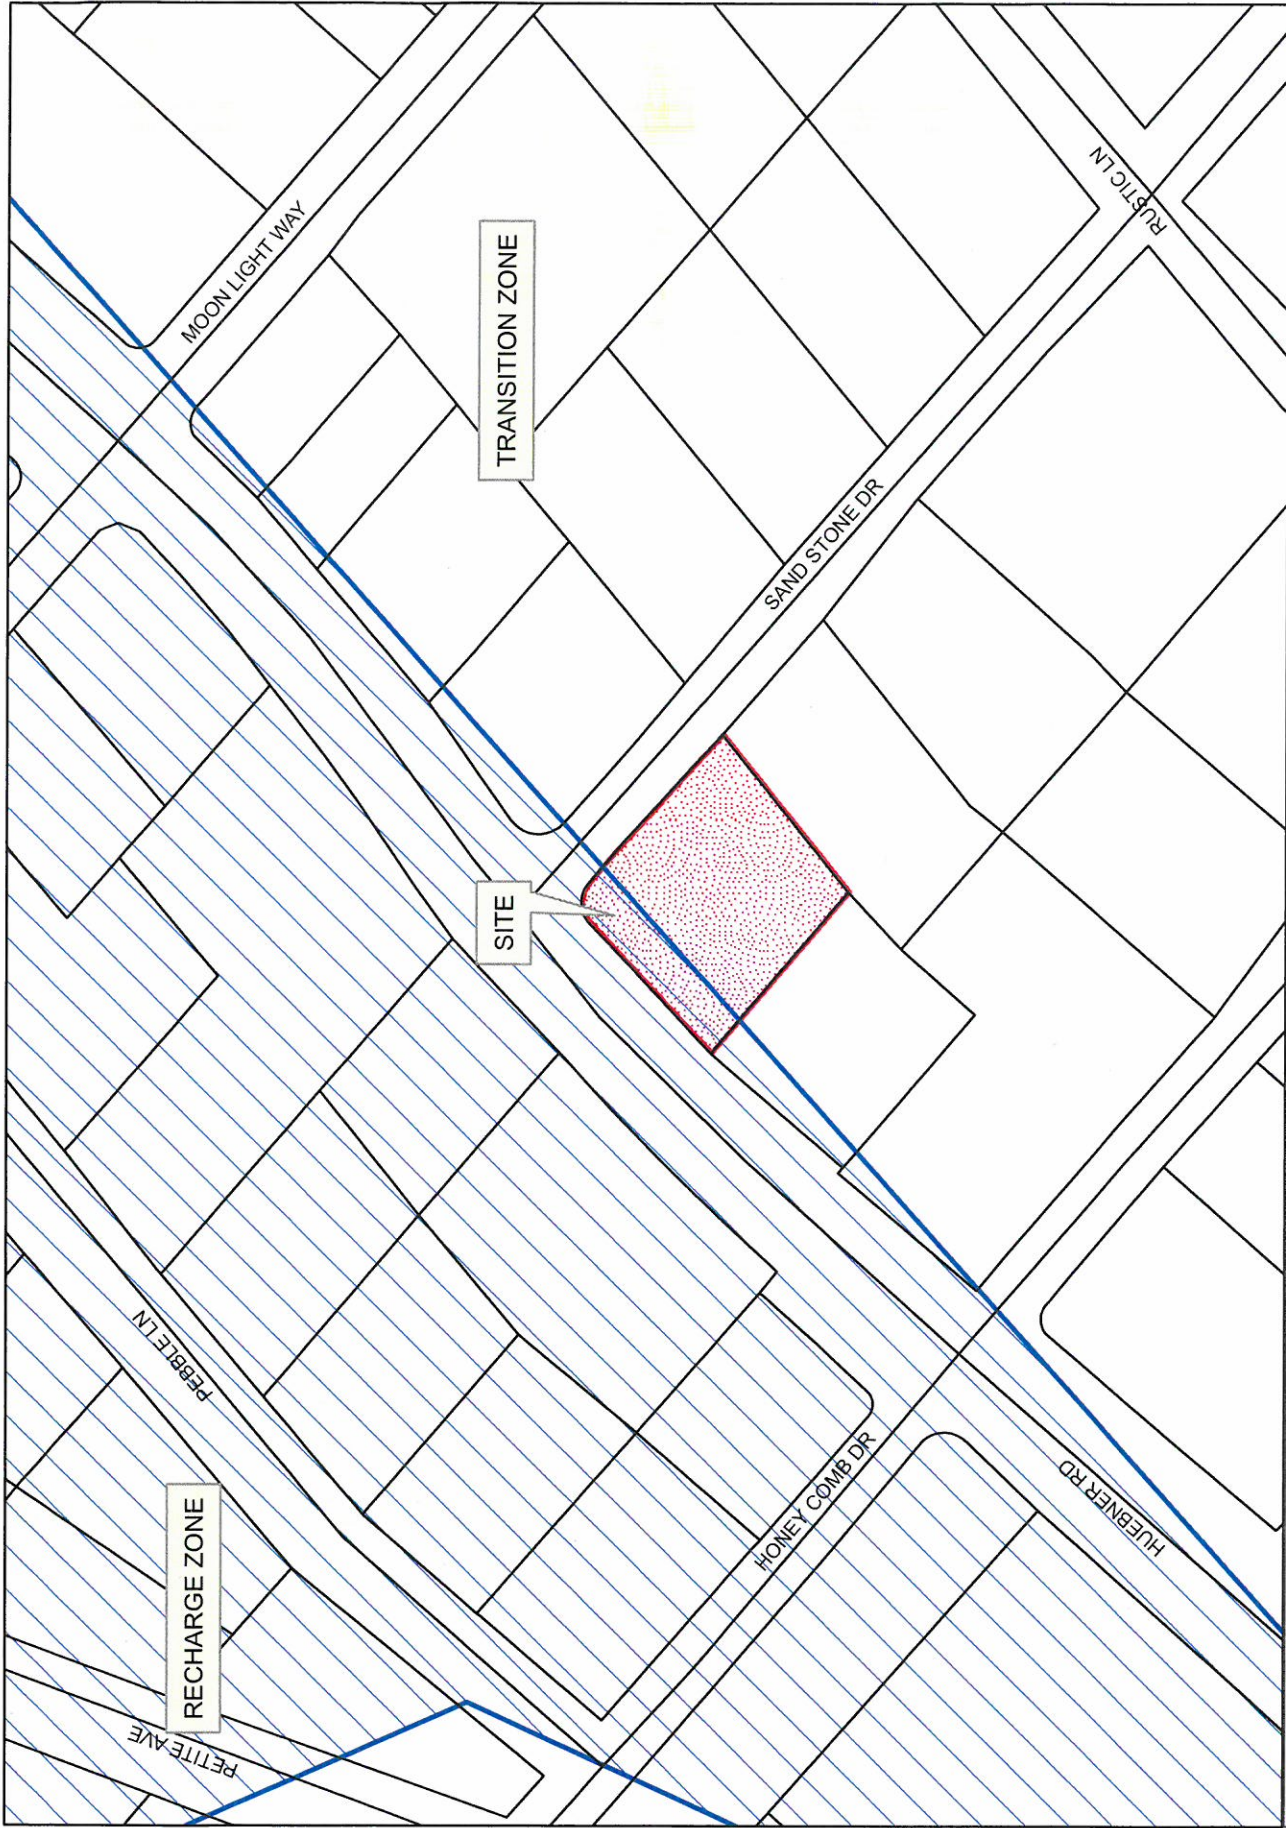 PETITE AVE
RECHARGE ZONE
PEBBLE LN
HONEY COMB DR
HUEBNER RD
SITE
SAND STONE DR
TRANSITION ZONE
MOON LIGHT WAY
RUSTIC LN